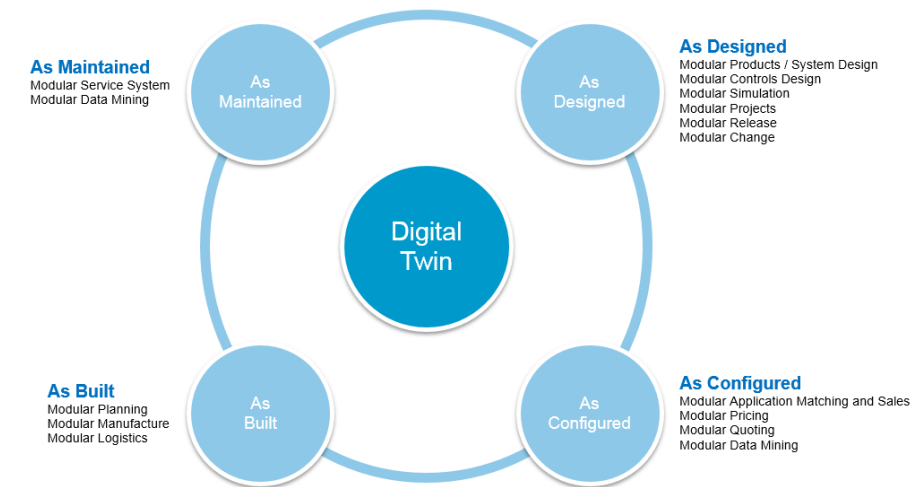 As Maintained
Modular Service System
Modular Data Mining
As
Maintained
As
Designed
As Designed
Modular Products / System Design
Modular Controls Design
Modular Simulation
Modular Projects
Modular Release
Modular Change
Digital
Twin
As Built
Modular Planning
Modular Manufacture
Modular Logistics
As
Built
As
Configured
As Configured
Modular Application Matching and Sales
Modular Pricing
Modular Quoting
Modular Data Mining